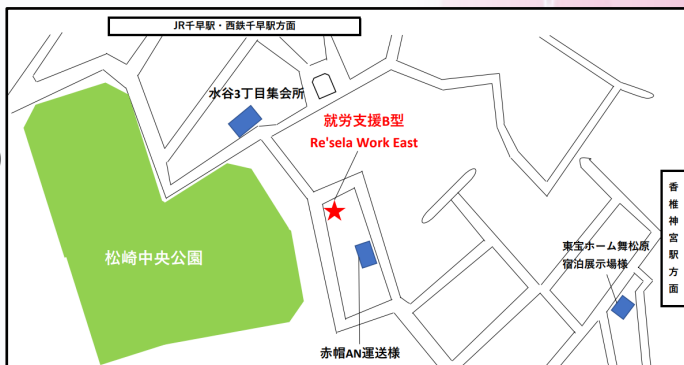 JR千早駅・西鉄千早駅方面
水谷3丁目集会所
就労支援B型
Re'sela Work East
松崎中央公園
東宝ホーム舞松原
宿泊展示場様
香椎神宮駅方面
赤帽AN運送様